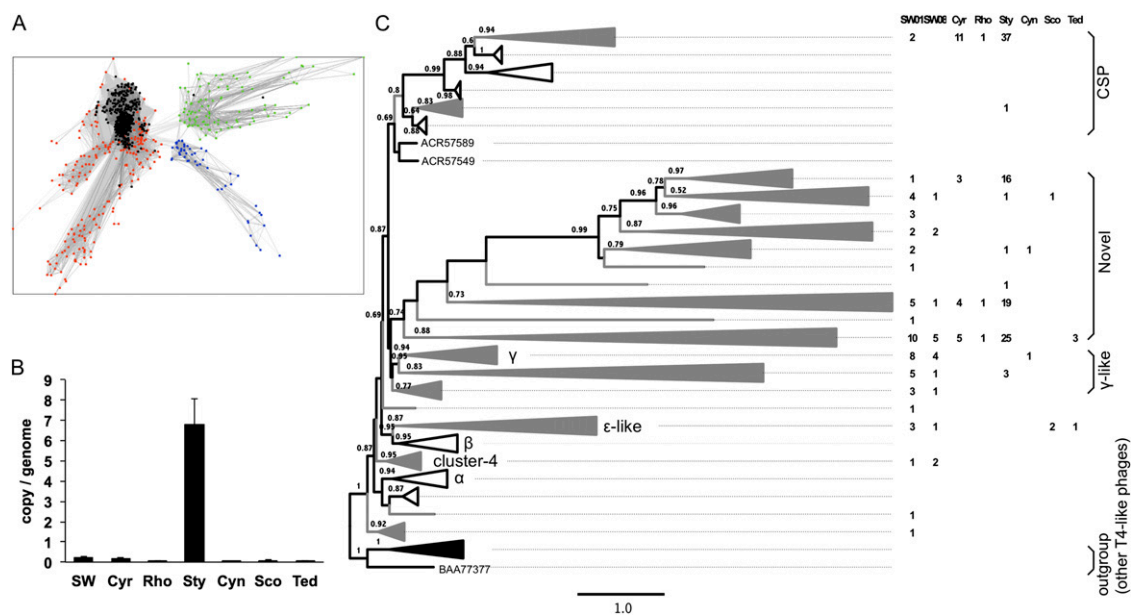 A
B
copy / genome
9
8
7
6
5
4
3
2
1
0
SW Cyr Rho Sty Cyn Sco Ted
C
SW01 SW08 Cyr Rho Sty Cyn Sco Ted
0.94 2 11 1 37
0.6
1
0.88
0.94
0.99
0.98
0.8
0.83 1
0.64
0.88
0.69
ACR57589
ACR57549
CSP
0.97 1 3 16
0.78
0.52 4 1 1 1
0.96
0.96 3
0.75
0.87 2 2
0.99
0.79 2 1 1
1
1
0.87
0.73 5 1 4 1 19
1
0.69
0.74
0.88 10 5 5 1 25 3
Novel
0.94 γ 8 4 1
0.95
0.83 5 1 3
0.77 3 1
γ-like
1
0.87 ε-like 3 1 2 1
0.95 β
0.87
0.95 cluster-4 1 2
0.94 α
0.87
1
0.92 1
1
1
BAA77377
outgroup
(other T4-like phages)
1.0